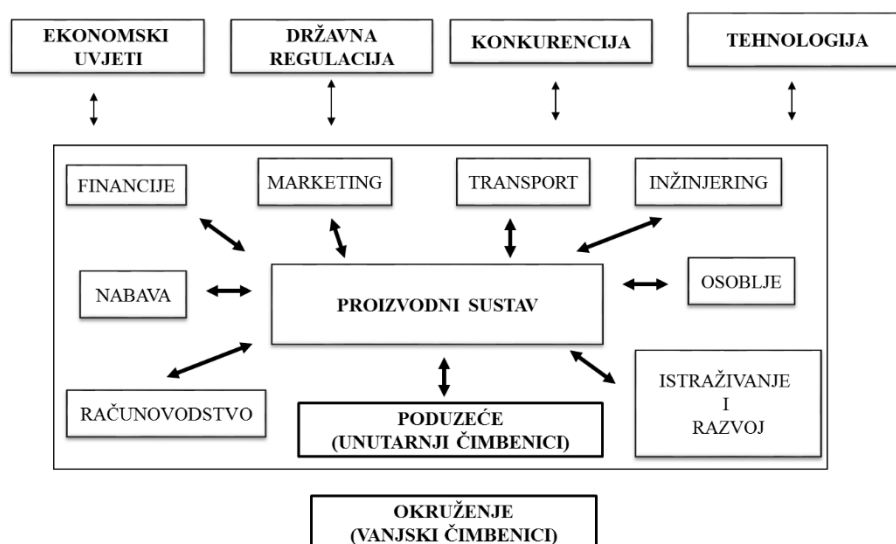 EKONOMSKI
UVJETI
DRŽAVNA
REGULACIJA
KONKURENCIJA
TEHNOLOGIJA
FINANCIJE
MARKETING
TRANSPORT
INŽINJERING
NABAVA
PROIZVODNI SUSTAV
OSOBLJE
RAČUNOVODSTVO
PODUZEĆE
(UNUTARNJI ČIMBENICI)
ISTRAŽIVANJE
I
RAZVOJ
OKRUŽENJE
(VANJSKI ČIMBENICI)